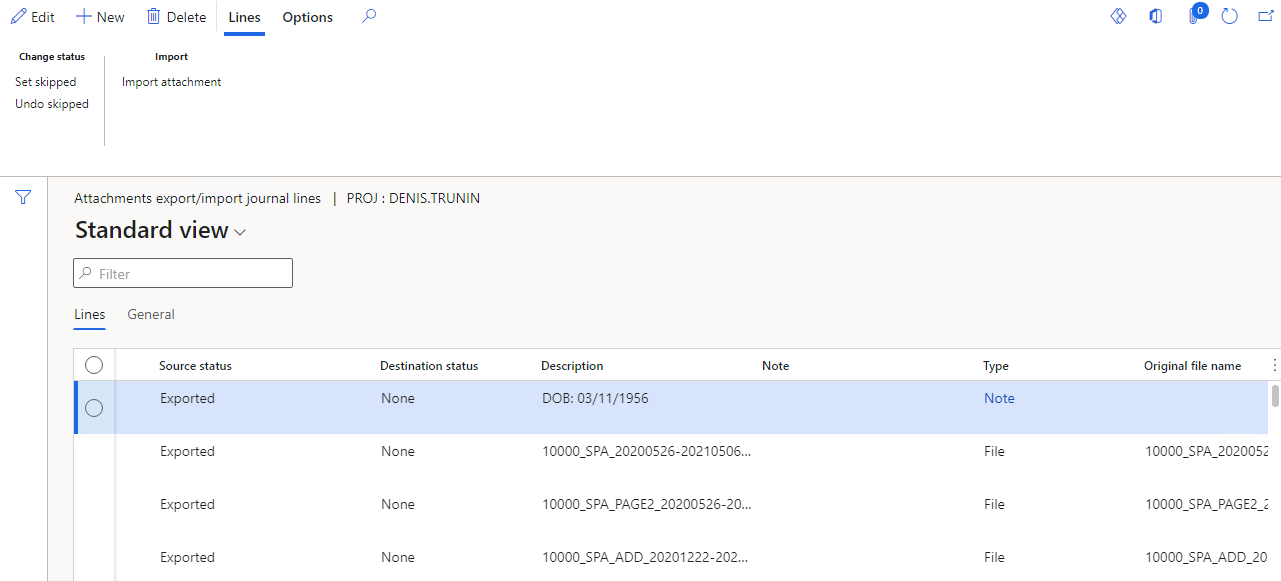 Edit New Delete Lines Options 0
Change status Import
Set skipped Import attachment
Undo skipped
Attachments export/import journal lines | PROJ : DENIS.TRUNIN
Standard view
Filter
Lines General
Source status Destination status Description Note Type Original file name
Exported None DOB: 03/11/1956 Note
Exported None 10000_SPA_20200526-20210506... File 10000_SPA_2020052
Exported None 10000_SPA_PAGE2_20200526-20... File 10000_SPA_PAGE2_2
Exported None 10000_SPA_ADD_20201222-202... File 10000_SPA_ADD_20